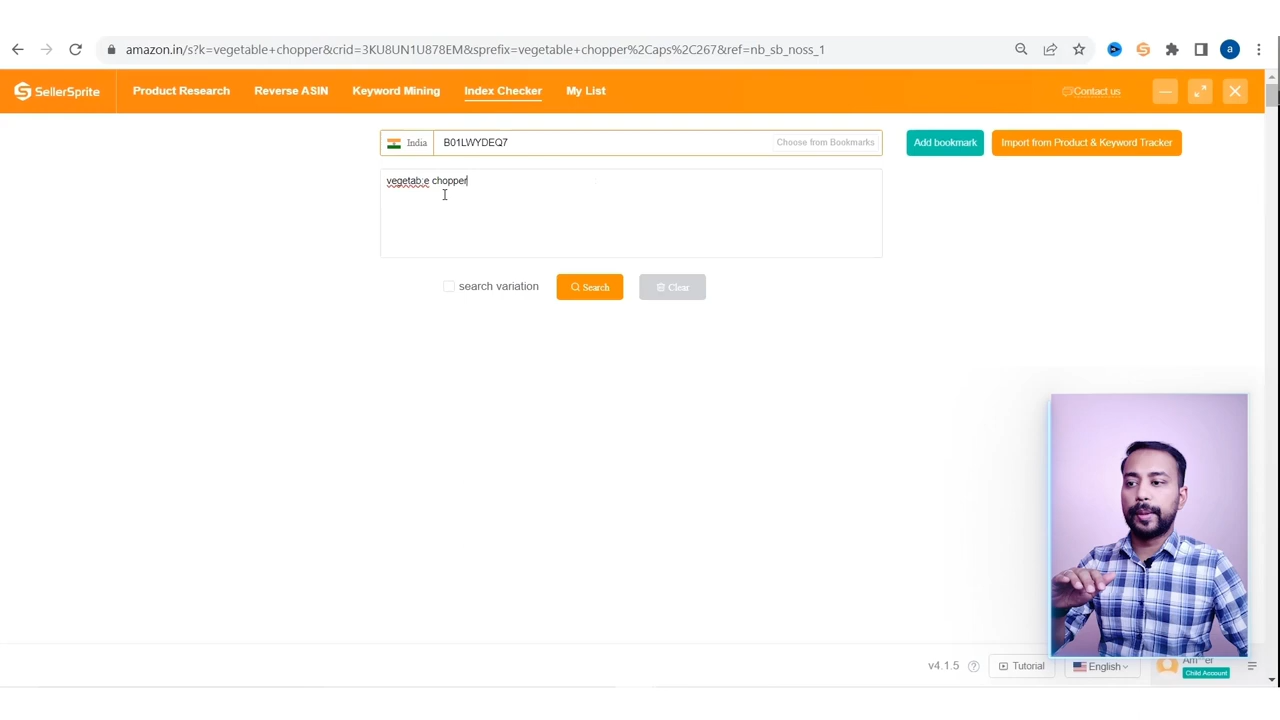 amazon.in/s?k=vegetable+chopper&crid=3KU8UN1U878EM&sprefix=vegetable+chopper%2Caps%2C267&ref=nb_sb_noss_1
a
SellerSprite
Product Research
Reverse ASIN
Keyword Mining
Index Checker
My List
Contact us
India
B01LWYDEQ7
Choose from Bookmarks
Add bookmark
Import from Product & Keyword Tracker
vegetab:e chopper
search variation
Search
Clear
v4.1.5
Tutorial
English
Am**er
Child Account